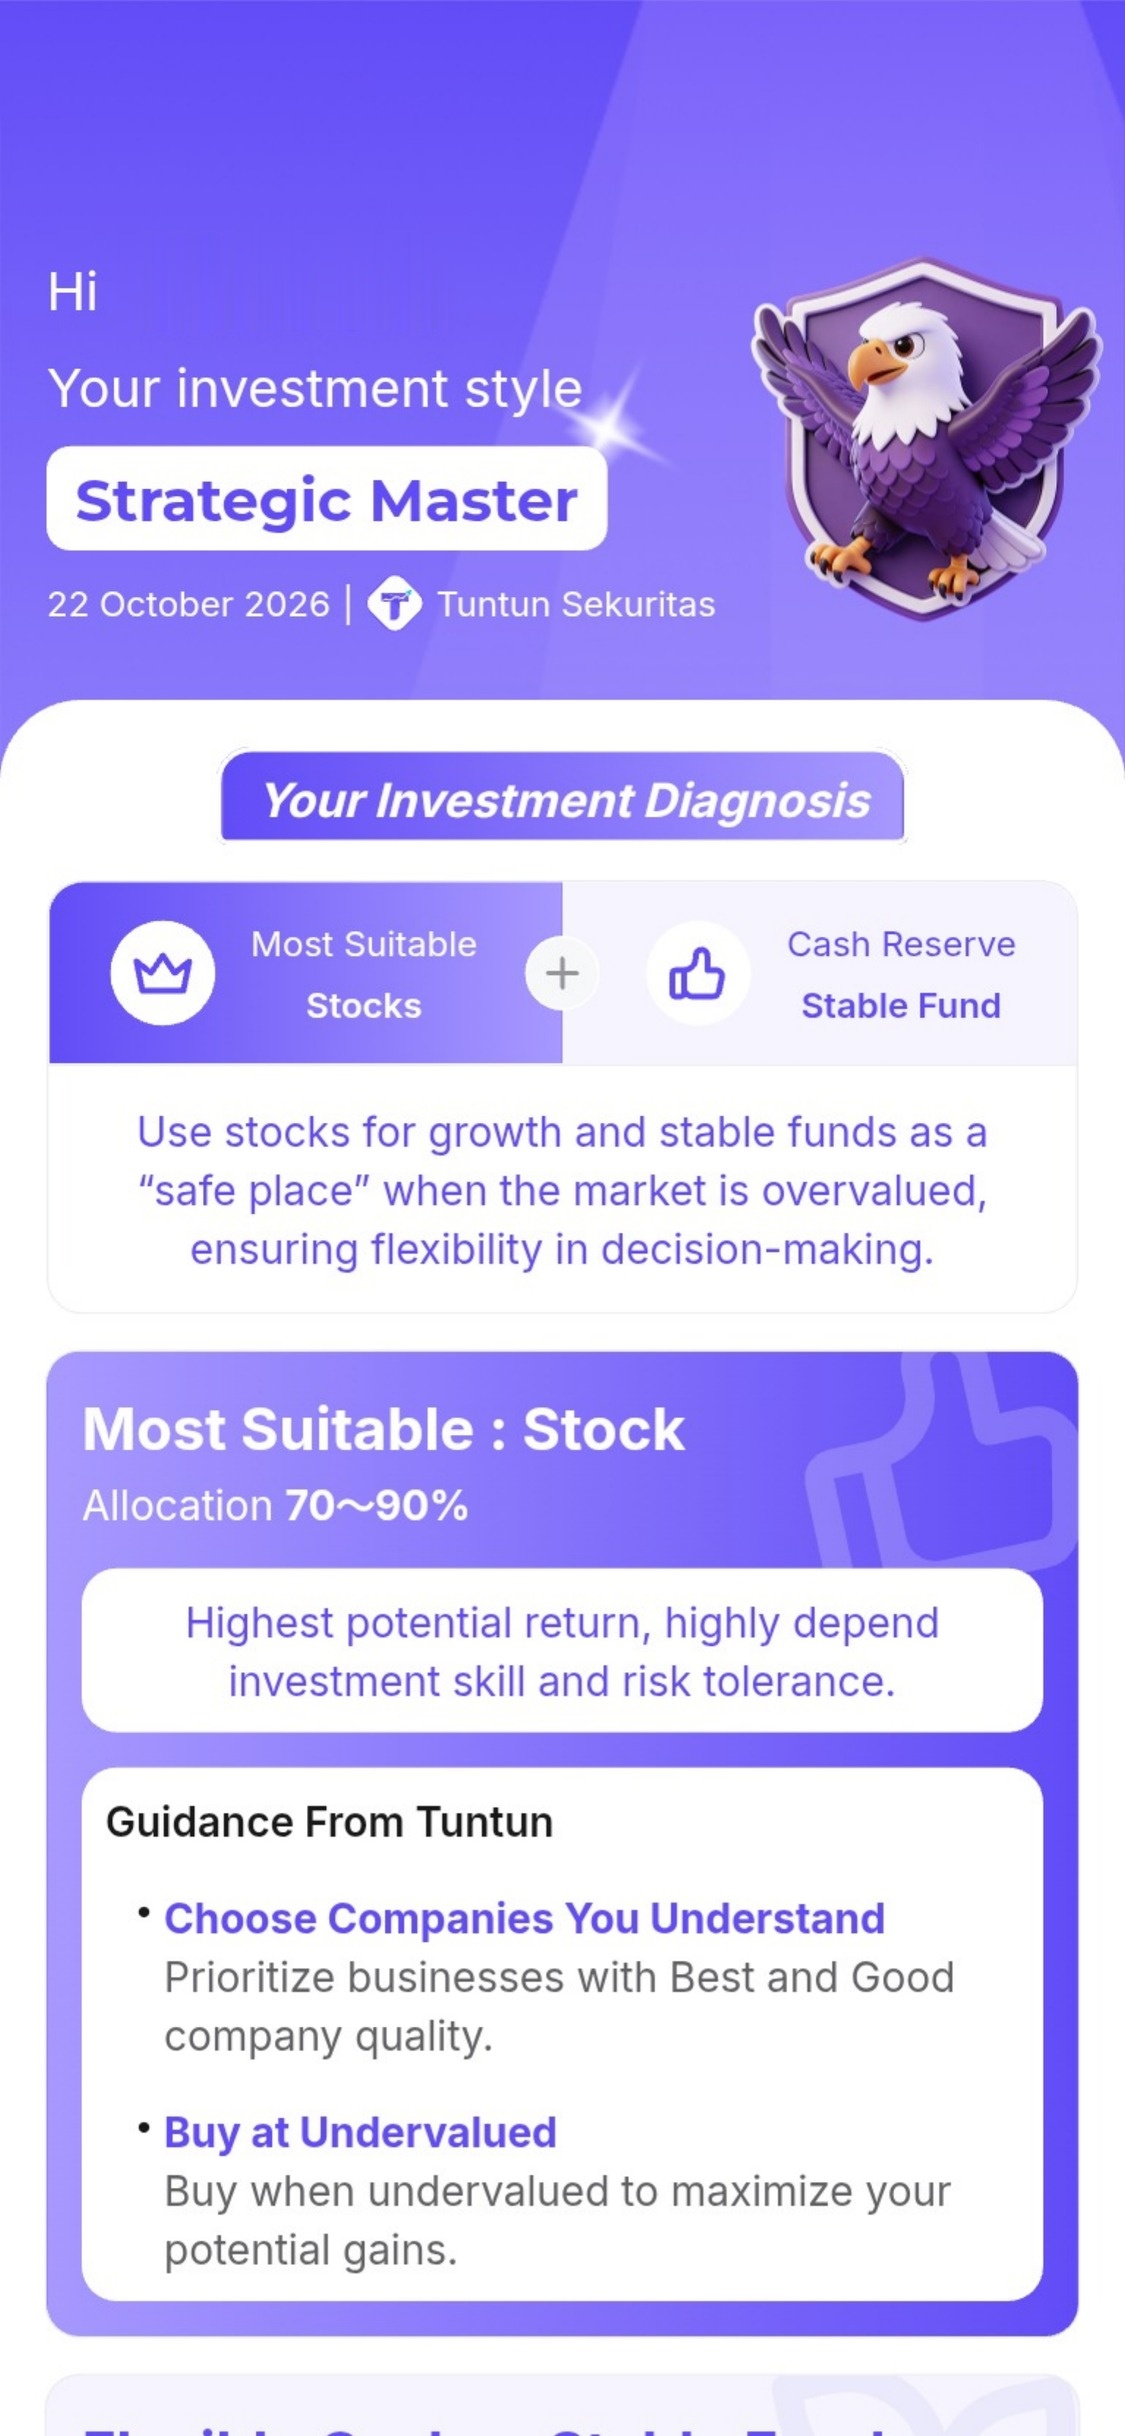 Hi
Your investment style
Strategic Master
22 October 2026 | Tuntun Sekuritas
Your Investment Diagnosis
Most Suitable
Stocks
+
Cash Reserve
Stable Fund
Use stocks for growth and stable funds as a
“safe place” when the market is overvalued,
ensuring flexibility in decision-making.
Most Suitable : Stock
Allocation 70～90%
Highest potential return, highly depend
investment skill and risk tolerance.
Guidance From Tuntun
• Choose Companies You Understand
Prioritize businesses with Best and Good
company quality.
• Buy at Undervalued
Buy when undervalued to maximize your
potential gains.